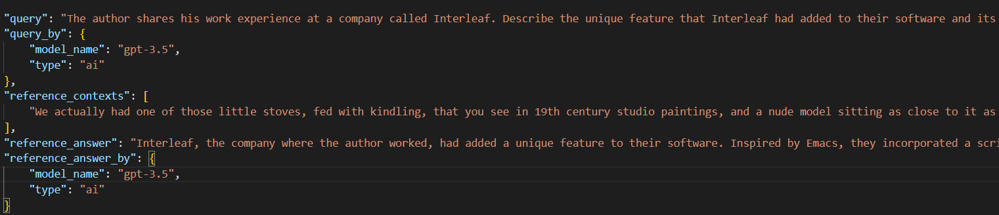 "query": "The author shares his work experience at a company called Interleaf. Describe the unique feature that Interleaf had added to their software and its
"query_by": {
"model_name": "gpt-3.5",
"type": "ai"
},
"reference_contexts": [
"We actually had one of those little stoves, fed with kindling, that you see in 19th century studio paintings, and a nude model sitting as close to it as
],
"reference_answer": "Interleaf, the company where the author worked, had added a unique feature to their software. Inspired by Emacs, they incorporated a scri
"reference_answer_by": {
"model_name": "gpt-3.5",
"type": "ai"
}